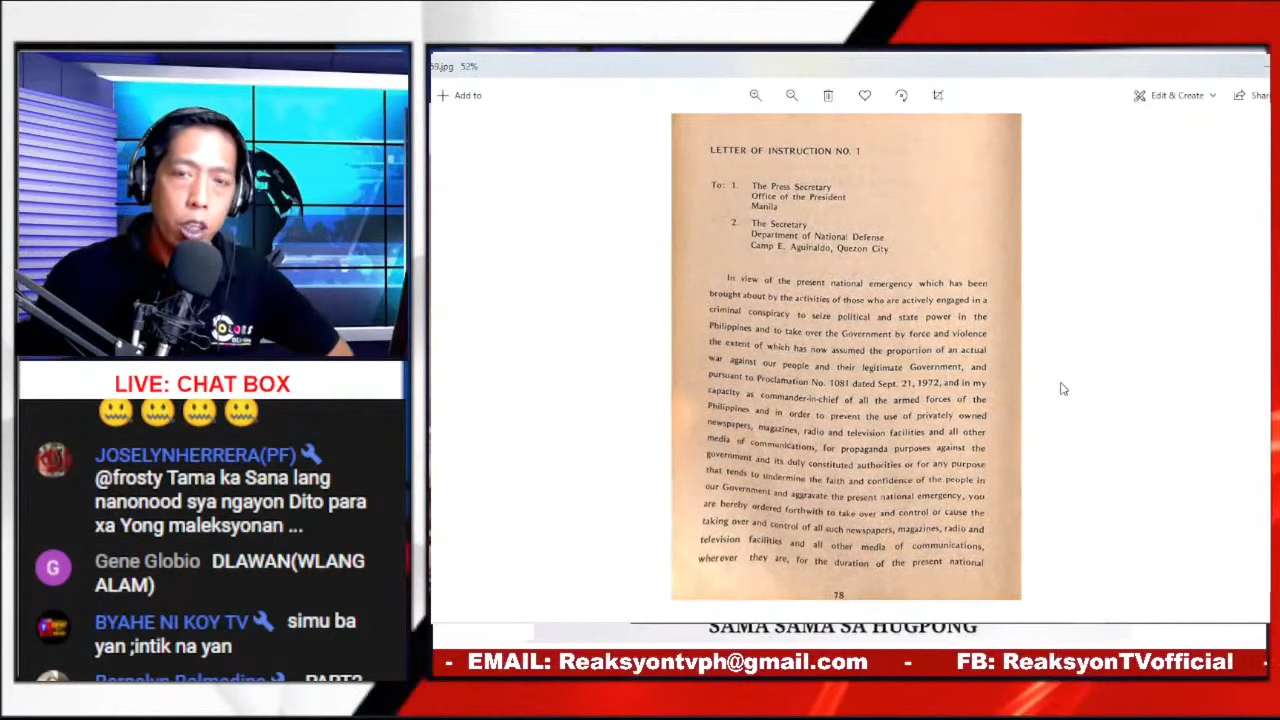 59.jpg 52%
Add to
Edit & Create
Shar
LETTER OF INSTRUCTION NO. 1
To: 1. The Press Secretary
Office of the President
Manila
2. The Secretary
Department of National Defense
Camp E. Aguinaldo, Quezon City
In view of the present national emergency which has been
brought about by the activities of those who are actively engaged in a
criminal conspiracy to seize political and state power in the
Philippines and to take over the Government by force and violence
the extent of which has now assumed the proportion of an actual
war against our people and their legitimate Government, and
pursuant to Proclamation No. 1081 dated Sept. 21, 1972, and in my
capacity as commander-in-chief of all the armed forces of the
Philippines and in order to prevent the use of privately owned
newspapers, magazines, radio and television facilities and all other
media of communications, for propaganda purposes against the
government and its duly constituted authorities or for any purpose
that tends to undermine the faith and confidence of the people in
our Government and aggravate the present national emergency, you
are hereby ordered forthwith to take over and control or cause the
taking over and control of all such newspapers, magazines, radio and
television facilities and all other media of communications,
wherever they are, for the duration of the present national
78
SAMA SAMA SA HUGPONG
LIVE: CHAT BOX
JOSELYNHERRERA(PF)
@frosty Tama ka Sana lang
nanonood sya ngayon Dito para
xa Yong maleksyonan ...
G
Gene Globio DLAWAN(WLANG
ALAM)
BYAHE NI KOY TV simu ba
yan ;intik na yan
PART2
- EMAIL: Reaksyontvph@gmail.com - FB: ReaksyonTVofficial -